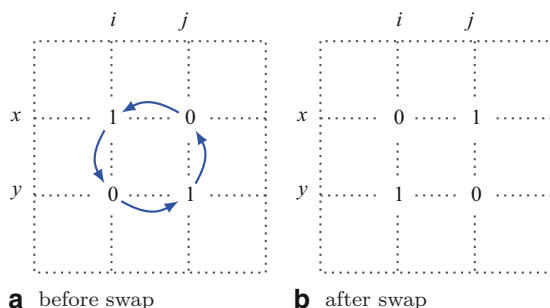 i j i j
x 1 0 x 0 1
y 0 1 y 1 0
a before swap b after swap